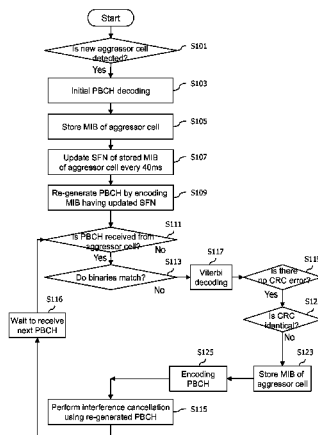 Start
Is new aggressor cell
detected?
S101
Yes
Initial PBCH decoding
S103
Store MIB of aggressor cell
S105
Update SFN of stored MIB
of aggressor cell every 40ms
S107
Re-generate PBCH by encoding
MIB having updated SFN
S109
Is PBCH received from
aggressor cell?
S111
No
Yes
Do binaries match?
S113
No
S117
Viterbi
decoding
Is there
no CRC error?
S11
Yes
Is CRC
identical?
S12
No
S116
Wait to receive
next PBCH
S123
Store MIB of
aggressor cell
S125
Encoding
PBCH
Perform interference cancellation
using re-generated PBCH
S115